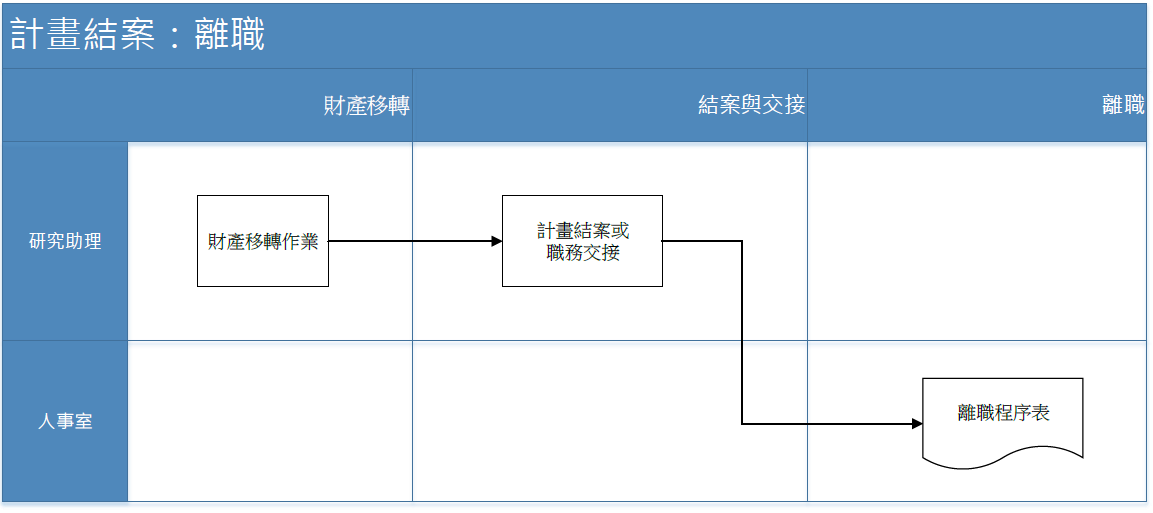 計畫結案：離職
財產移轉
結案與交接
離職
研究助理
財產移轉作業
計畫結案或
職務交接
人事室
離職程序表